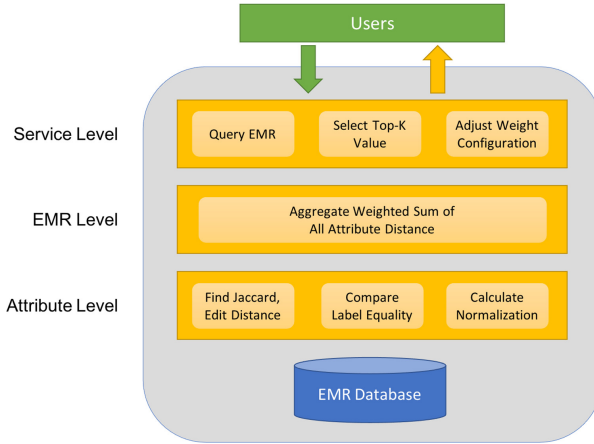 Users
Service Level
Query EMR
Select Top-K
Value
Adjust Weight
Configuration
EMR Level
Aggregate Weighted Sum of
All Attribute Distance
Attribute Level
Find Jaccard,
Edit Distance
Compare
Label Equality
Calculate
Normalization
EMR Database